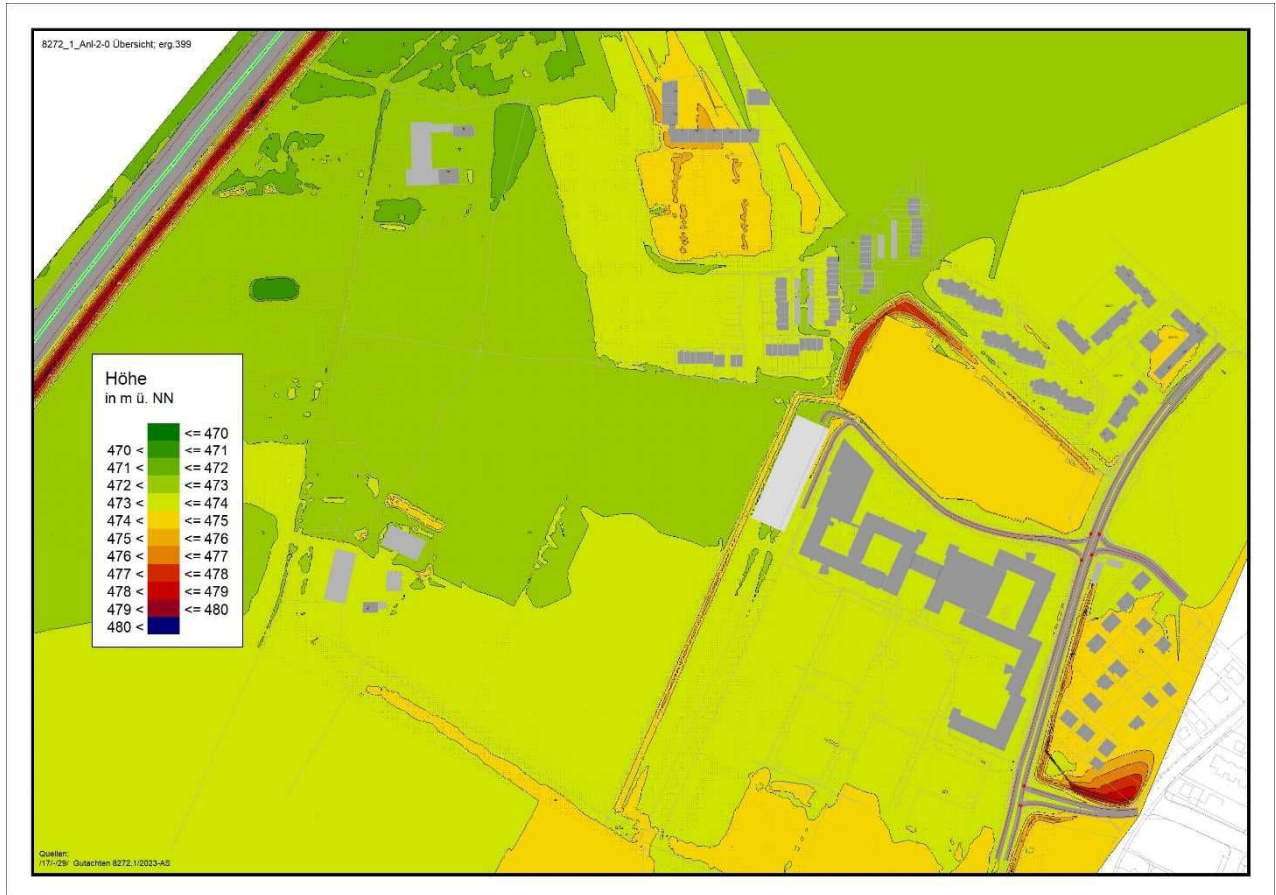 8272_1_Anl-2-0 Übersicht; erg.399
Höhe
in m ü. NN
<= 470
470 < <= 471
471 < <= 472
472 < <= 473
473 < <= 474
474 < <= 475
475 < <= 476
476 < <= 477
477 < <= 478
478 < <= 479
479 < <= 480
480 <
Quellen:
/17/-/29/ Gutachten 8272.1/2023-AS